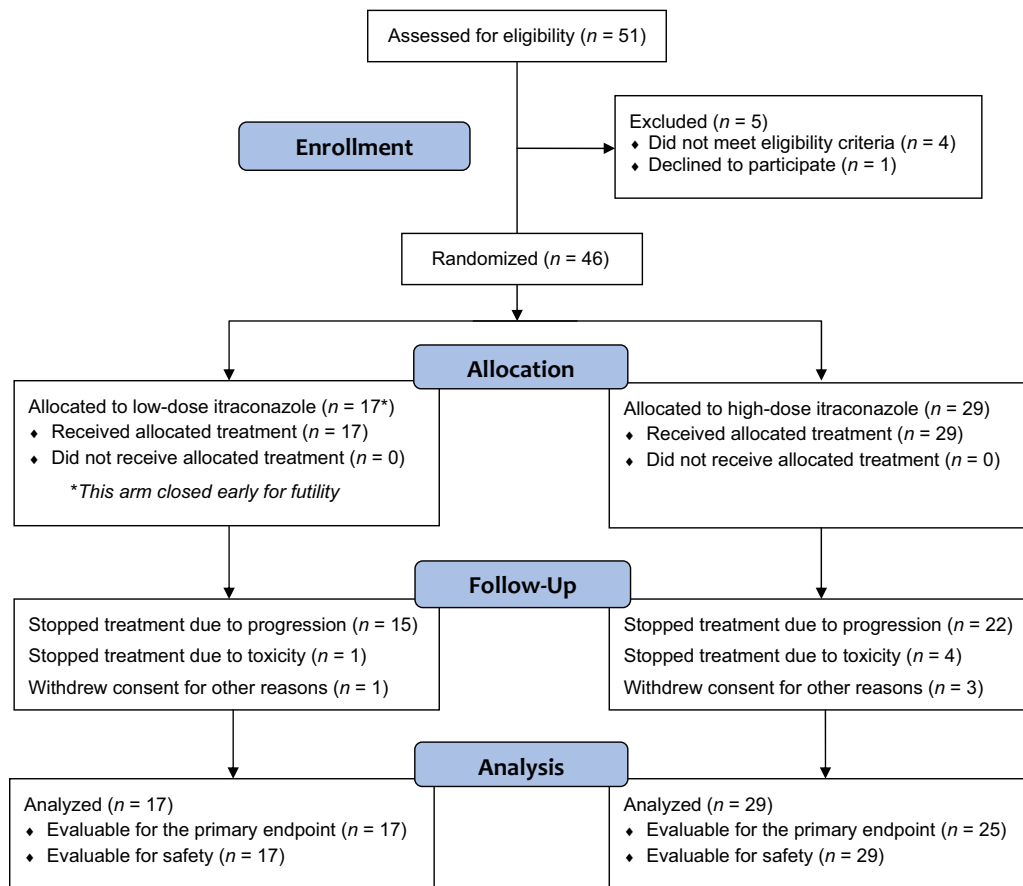 Assessed for eligibility (n = 51)
Enrollment
Excluded (n = 5)
♦ Did not meet eligibility criteria (n = 4)
♦ Declined to participate (n = 1)
Randomized (n = 46)
Allocation
Allocated to low-dose itraconazole (n = 17*)
♦ Received allocated treatment (n = 17)
♦ Did not receive allocated treatment (n = 0)
*This arm closed early for futility
Allocated to high-dose itraconazole (n = 29)
♦ Received allocated treatment (n = 29)
♦ Did not receive allocated treatment (n = 0)
Follow-Up
Stopped treatment due to progression (n = 15)
Stopped treatment due to toxicity (n = 1)
Withdrew consent for other reasons (n = 1)
Stopped treatment due to progression (n = 22)
Stopped treatment due to toxicity (n = 4)
Withdrew consent for other reasons (n = 3)
Analysis
Analyzed (n = 17)
♦ Evaluable for the primary endpoint (n = 17)
♦ Evaluable for safety (n = 17)
Analyzed (n = 29)
♦ Evaluable for the primary endpoint (n = 25)
♦ Evaluable for safety (n = 29)